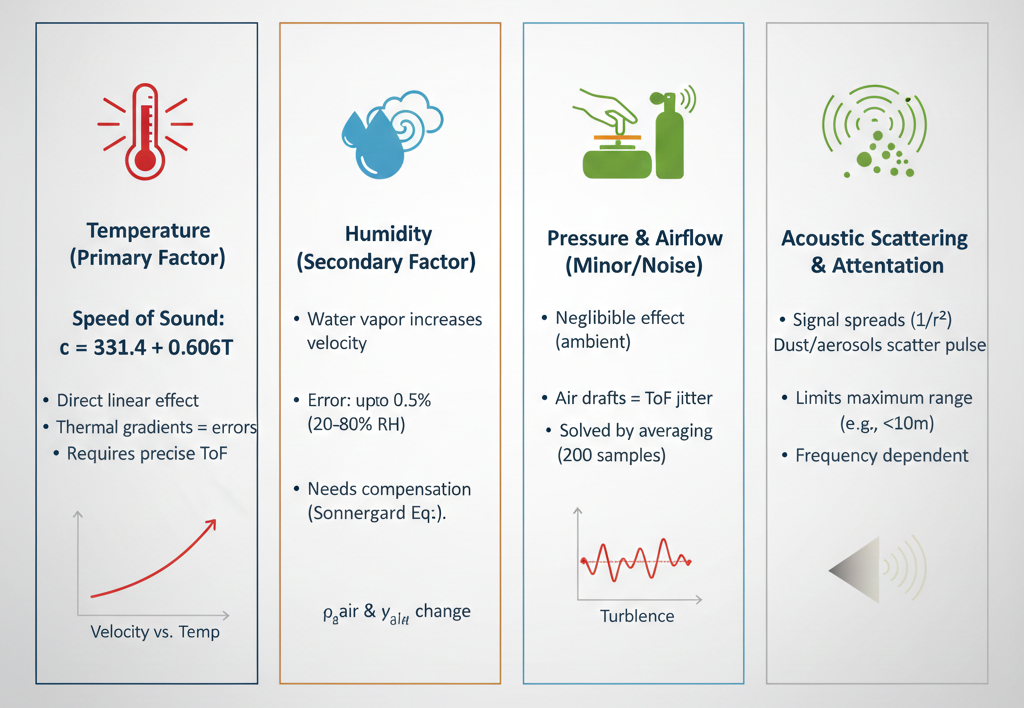 Temperature
(Primary Factor)
Speed of Sound:
c = 331.4 + 0.606T
• Direct linear effect
• Thermal gradients = errors
• Requires precise ToF
Velocity vs. Temp
Humidity
(Secondary Factor)
• Water vapor increases
velocity
• Error: upto 0.5%
(20–80% RH)
• Needs compensation
(Sonnergard Eq:).
air & change
Pressure & Airflow
(Minor/Noise)
• Neglibible effect
(ambient)
• Air drafts = ToF jitter
• Solved by averaging
(200 samples)
Turblence
Acoustic Scattering
& Attentation
• Signal spreads (1/r²)
Dust/aerosols scatter pulse
• Limits maximum range
(e.g., <10m)
• Frequency dependent